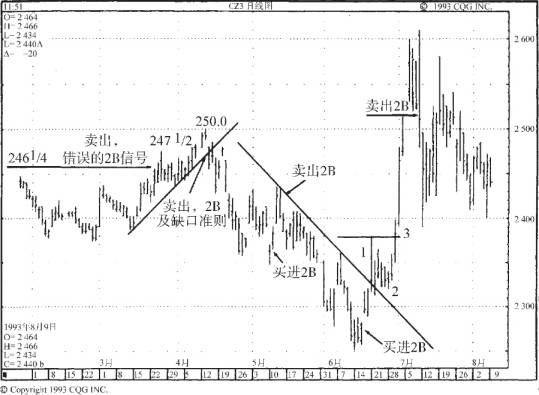 11:51
CZ3 日线图
© 1993 CQG INC.
O= 2 464
H= 2 466
L= 2 434
L= 2 440A
Δ= -20
2 600
250.0
247 1/2
卖出，
错误的2B信号
246 1/4
卖出2B
2 500
卖出2B
卖出，2B
及缺口准则
2 400
3
1
买进2B
2
2 300
买进2B
1993年8月9日
O= 2 464
H= 2 466
L= 2 434
C= 2 440 b
3月
4月
5月
6月
7月
8月
1 8 15 22 1 8 15 22 29 5 12 19 26 3 10 17 24 1 7 14 21 28 5 12 19 26 2 9
© Copyright 1993 CQG INC.